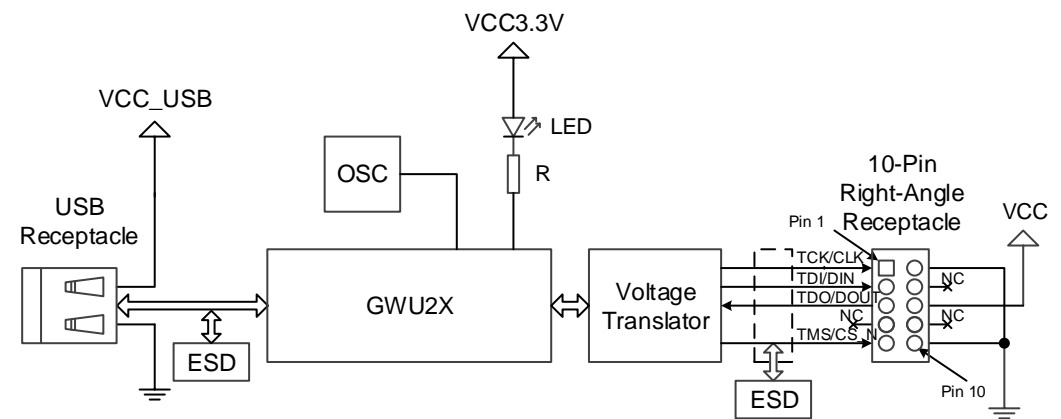 VCC3.3V
VCC_USB
LED
OSC
R
10-Pin
Right-Angle
Receptacle
USB
Receptacle
Pin 1
VCC
GWU2X
Voltage
Translator
TCK/CLK
TDI/DIN
NC
TDO/DOUT
NC
NC
TMS/CS_N
ESD
ESD
Pin 10